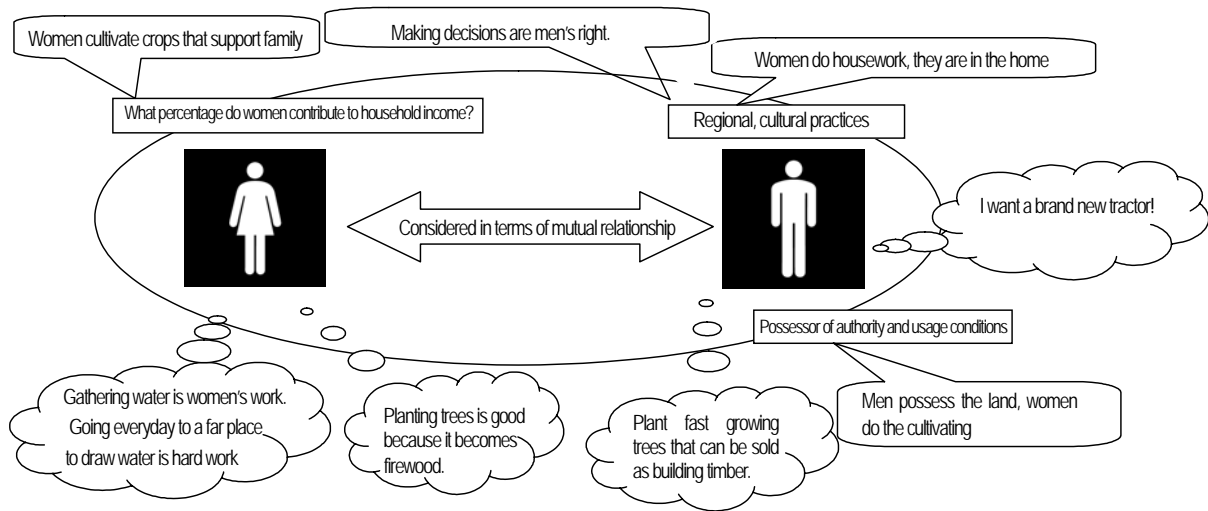 Women cultivate crops that support family
Making decisions are men's right.
Women do housework, they are in the home
What percentage do women contribute to household income?
Regional, cultural practices
I want a brand new tractor!
Considered in terms of mutual relationship
Possessor of authority and usage conditions
Gathering water is women's work.
Going everyday to a far place
to draw water is hard work
Planting trees is good
because it becomes
firewood.
Plant fast growing
trees that can be sold
as building timber.
Men possess the land, women
do the cultivating